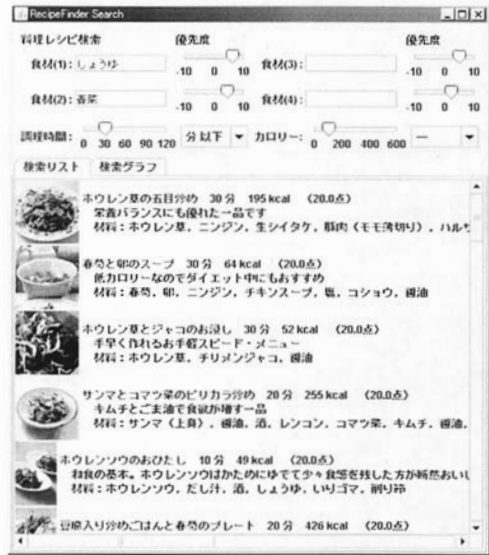 RecipeFinder Search
料理レシピ検索 優先度 優先度
食材(1): しょうゆ -10 0 10 食材(3): -10 0 10
食材(2): 香菜 -10 0 10 食材(4): -10 0 10
調理時間: 0 30 60 90 120 分以下 カロリー: 0 200 400 600 —
検索リスト 検索グラフ
ホウレン草の五目炒め 30分 195 kcal (20.0点)
栄養バランスにも優れた一品です
材料：ホウレン草，ニンジン，生シイタケ，豚肉（モモ薄切り），ハルサ
春菊と卵のスープ 30分 64 kcal (20.0点)
低カロリーなのでダイエット中にもおすすめ
材料：春菊，卵，ニンジン，チキンスープ，塩，コショウ，醤油
ホウレン草とジャコのお浸し 30分 52 kcal (20.0点)
手早く作れるお手軽スピード・メニュー
材料：ホウレン草，チリメンジャコ，醤油
サンマとコマツ菜のピリカラ炒め 20分 255 kcal (20.0点)
キムチとごま油で食欲が増す一品
材料：サンマ（上身），醤油，酒，レンコン，コマツ菜，キムチ，醤油，
ホウレンソウのおひたし 10分 49 kcal (20.0点)
和食の基本。ホウレンソウはかためにゆでて少々食感を残した方が断然おいし
材料：ホウレンソウ，だし汁，酒，しょうゆ，いりゴマ，削り節
豆腐入り炒めごはんと春菊のプレート 20分 426 kcal (20.0点)